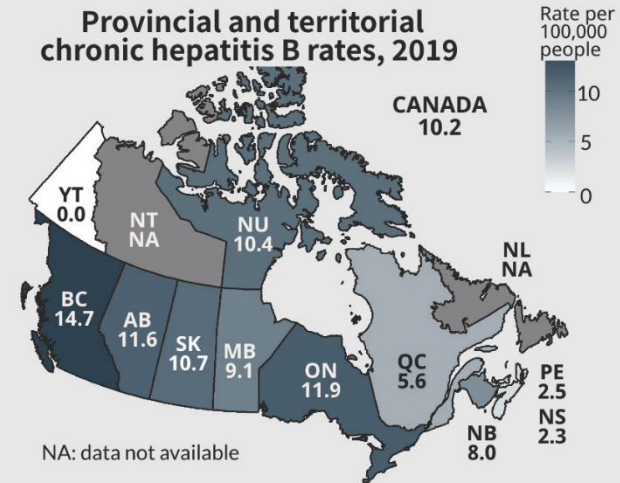 Provincial and territorial
chronic hepatitis B rates, 2019
Rate per
100,000
people
10
5
0
CANADA
10.2
YT
0.0
NT
NA
NU
10.4
NL
NA
BC
14.7
AB
11.6
SK
10.7
MB
9.1
ON
11.9
QC
5.6
PE
2.5
NS
2.3
NB
8.0
NA: data not available